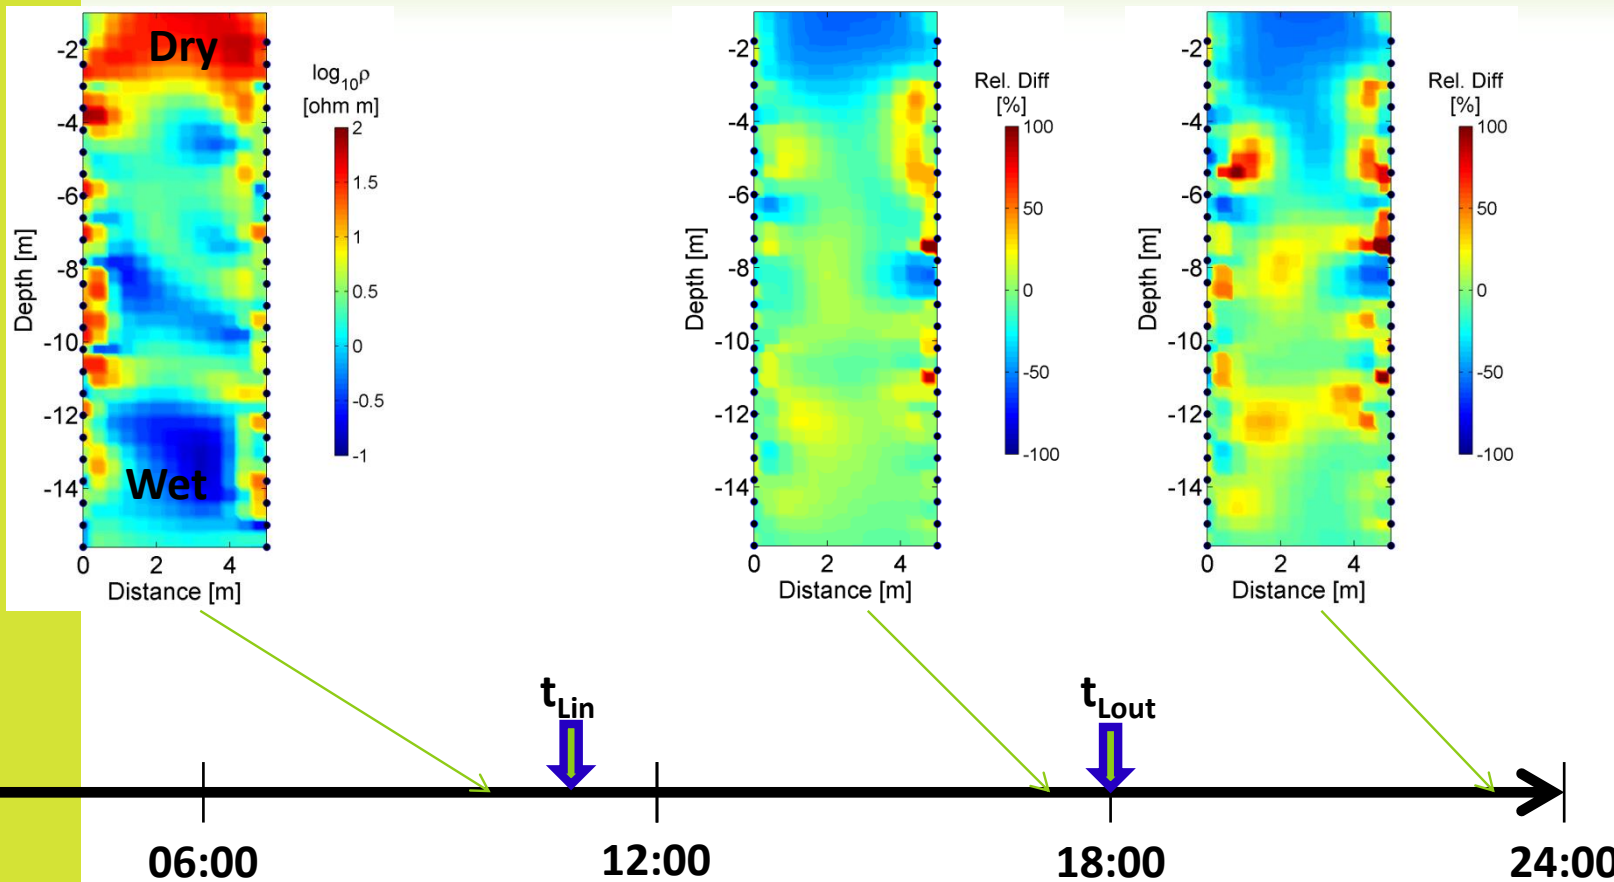 Dry
Wet
-2
-4
-6
-8
-10
-12
-14
Depth [m]
0 2 4
Distance [m]
log10ρ
[ohm m]
2
1.5
1
0.5
0
-0.5
-1
-2
-4
-6
-8
-10
-12
-14
Depth [m]
0 2 4
Distance [m]
Rel. Diff
[%]
100
50
0
-50
-100
-2
-4
-6
-8
-10
-12
-14
Depth [m]
0 2 4
Distance [m]
Rel. Diff
[%]
100
50
0
-50
-100
tLin
tLout
06:00 12:00 18:00 24:00